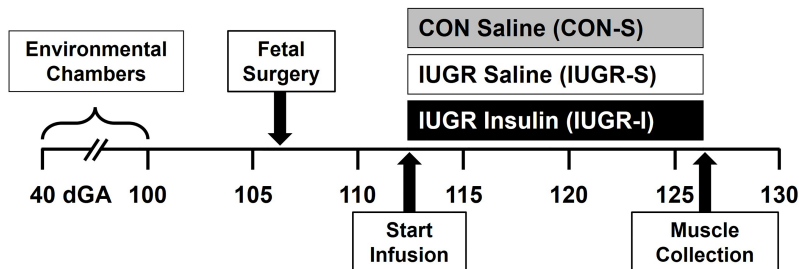 Environmental
Chambers
Fetal
Surgery
CON Saline (CON-S)
IUGR Saline (IUGR-S)
IUGR Insulin (IUGR-I)
40 dGA 100 105 110 115 120 125 130
Start
Infusion
Muscle
Collection